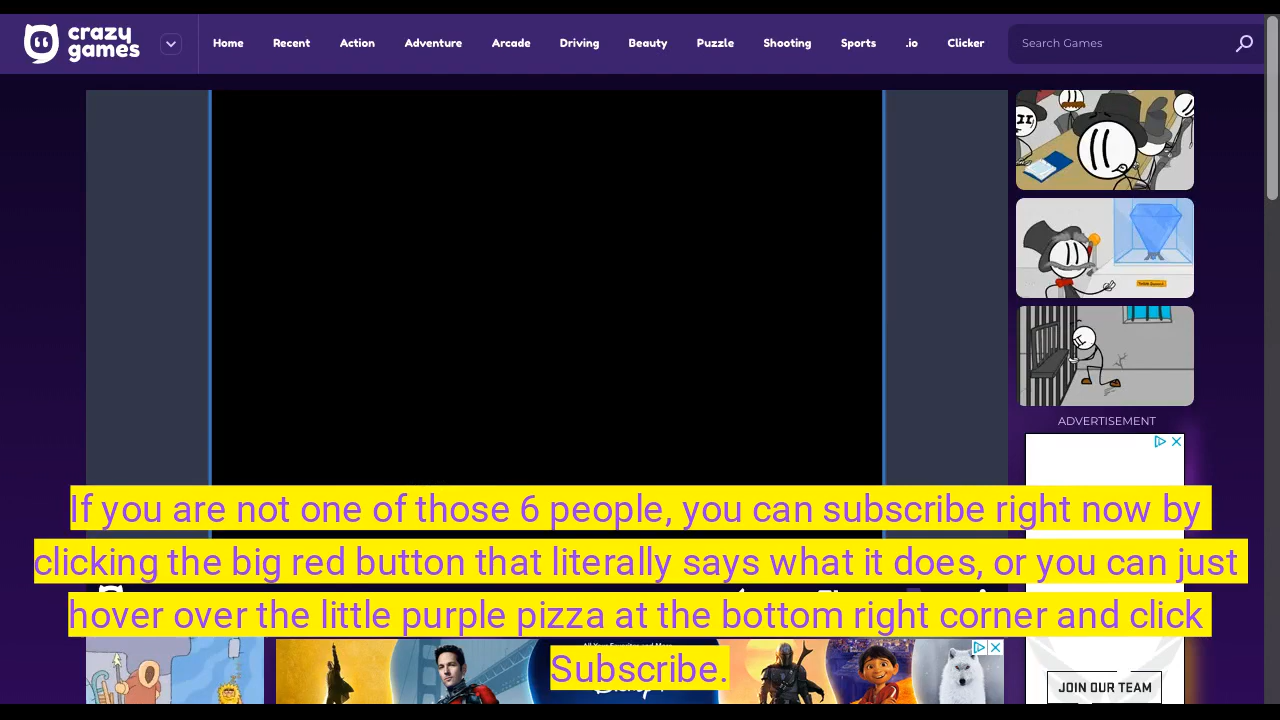 crazy
games
Home Recent Action Adventure Arcade Driving Beauty Puzzle Shooting Sports .io Clicker
Search Games
ADVERTISEMENT
If you are not one of those 6 people, you can subscribe right now by
clicking the big red button that literally says what it does, or you can just
hover over the little purple pizza at the bottom right corner and click
Subscribe.
JOIN OUR TEAM